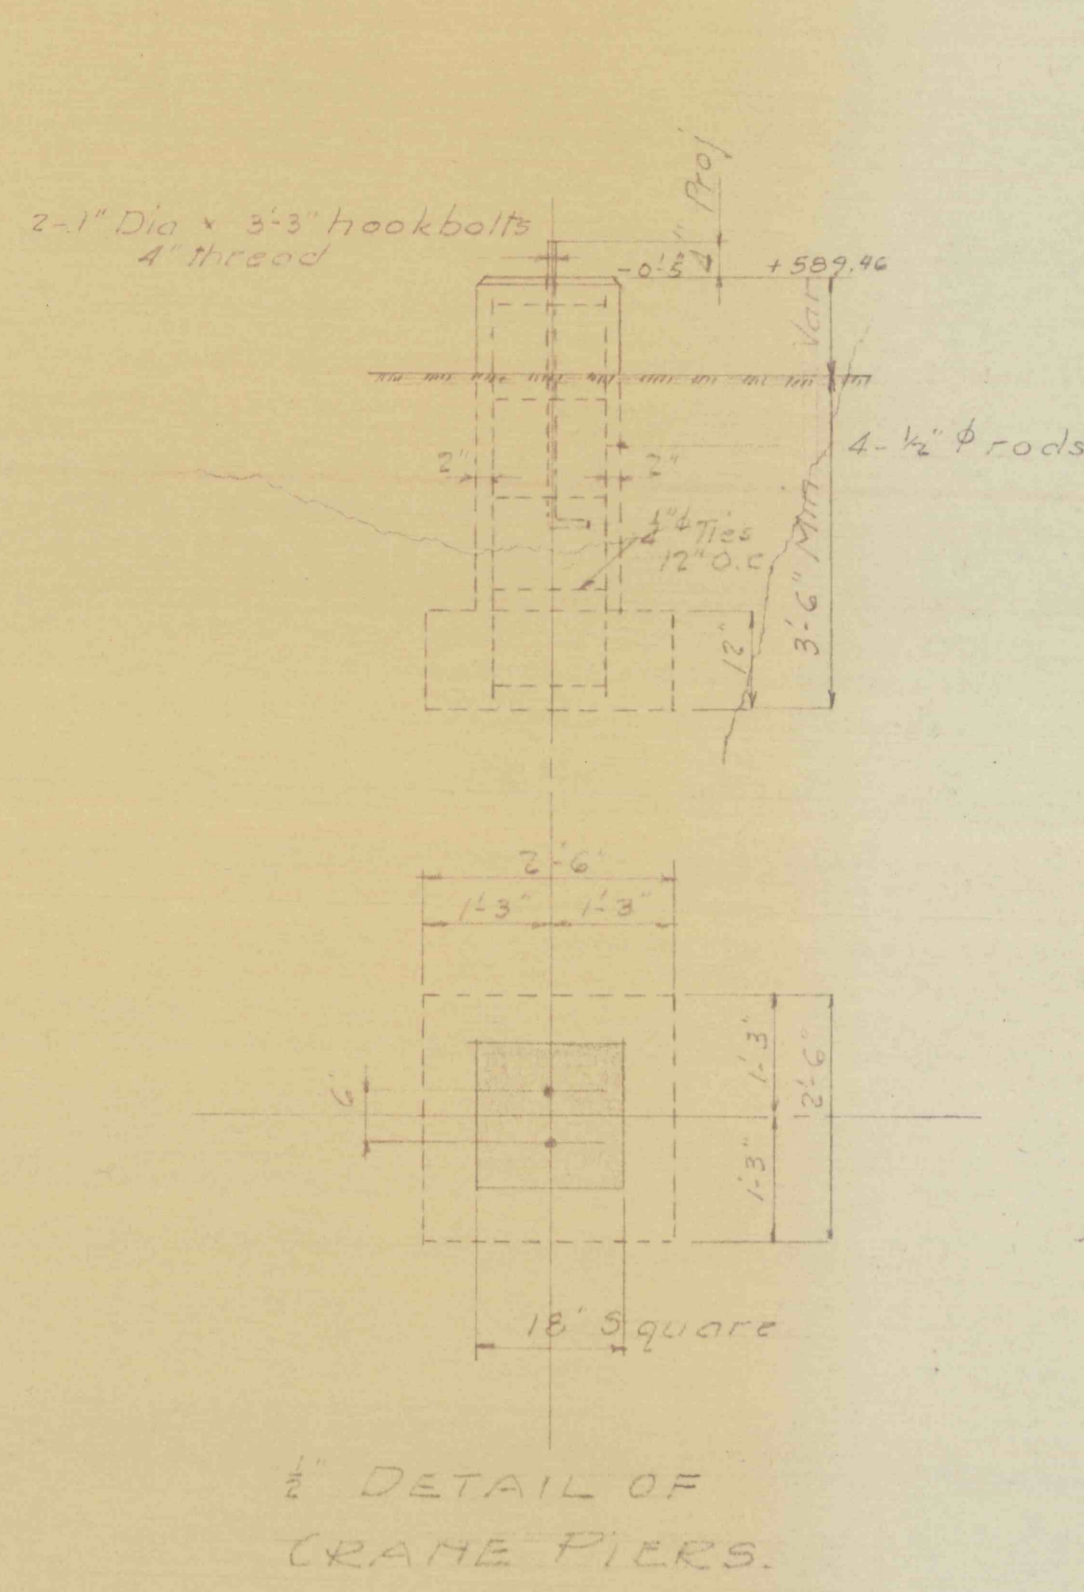 4" Proj
2-1" Dia × 3'-3" hookbolts
4" thread
-0'-5"
+589.46
Var
4-½" ϕ rods
2"
2"
¼" ϕ Ties
12" O.C.
3'-6" Min
12"
2'-6"
1'-3"
1'-3"
6"
1'-3'
2'-6"
1'-3"
18" Square
½" DETAIL OF
CRANE PIERS.